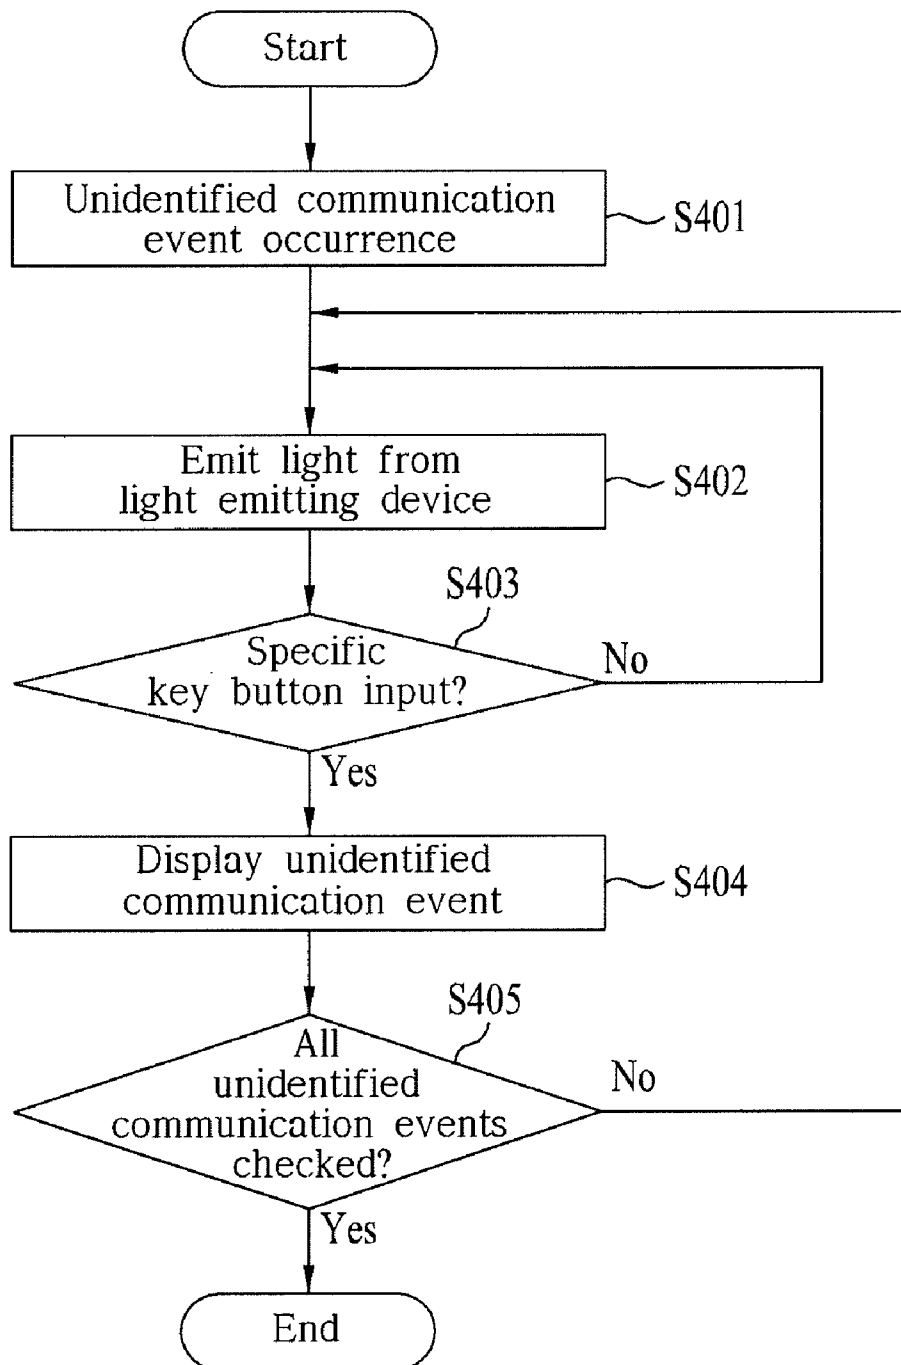 Start
Unidentified communication
event occurrence
S401
Emit light from
light emitting device
S402
S403
Specific
key button input?
No
Yes
Display unidentified
communication event
S404
S405
All
unidentified
communication events
checked?
No
Yes
End